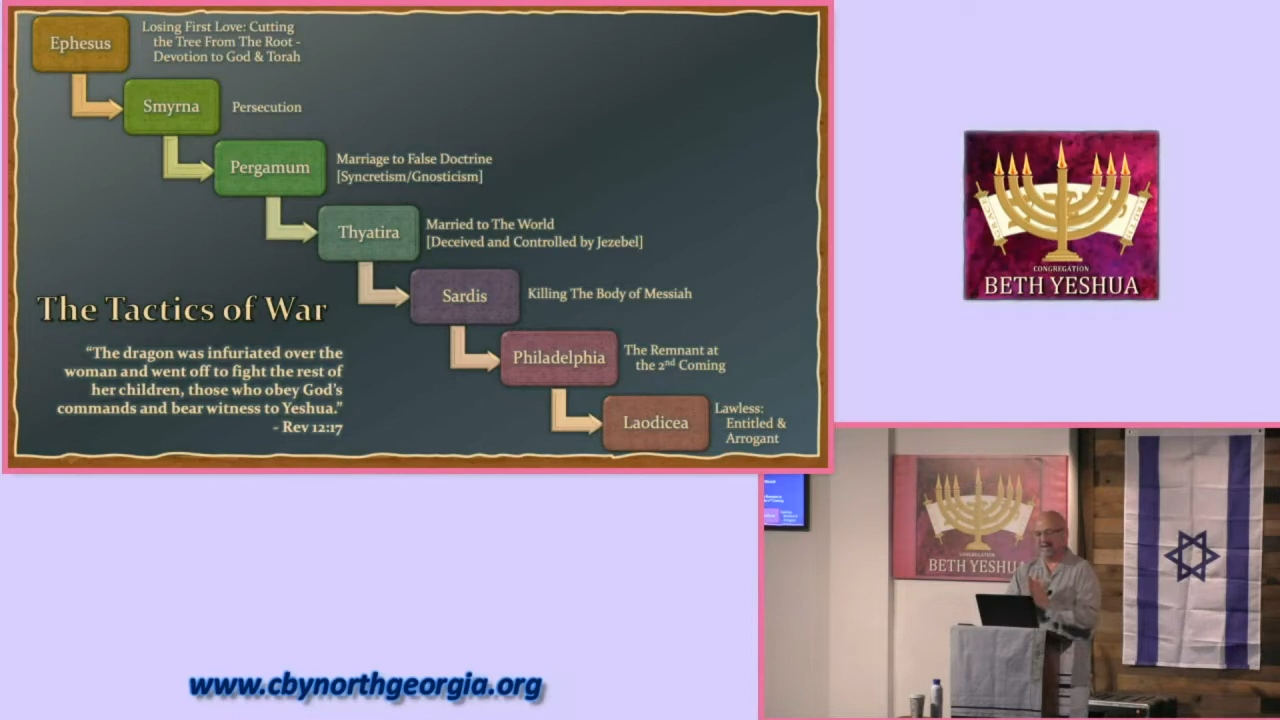 Ephesus
Losing First Love: Cutting
the Tree From The Root -
Devotion to God & Torah
Smyrna
Persecution
Pergamum
Marriage to False Doctrine
[Syncretism/Gnosticism]
Thyatira
Married to The World
[Deceived and Controlled by Jezebel]
Sardis
Killing The Body of Messiah
Philadelphia
The Remnant at
the 2nd Coming
Laodicea
Lawless:
Entitled &
Arrogant
The Tactics of War
“The dragon was infuriated over the
woman and went off to fight the rest of
her children, those who obey God’s
commands and bear witness to Yeshua.”
- Rev 12:17
GRACE
TRUTH
CONGREGATION
BETH YESHUA
CONGREGATION
BETH YESHU
www.cbynorthgeorgia.org